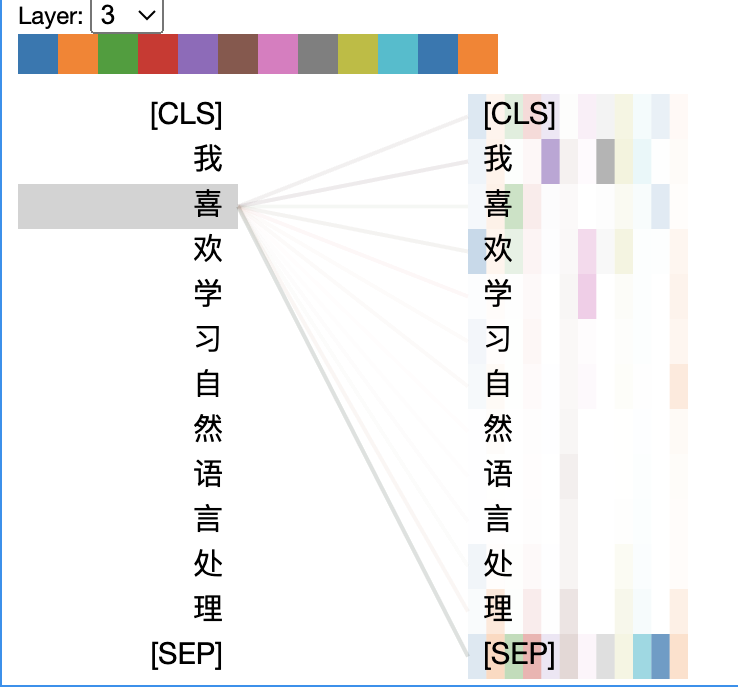 Layer: 3
[CLS] [CLS]
我 我
喜 喜
欢 欢
学 学
习 习
自 自
然 然
语 语
言 言
处 处
理 理
[SEP] [SEP]